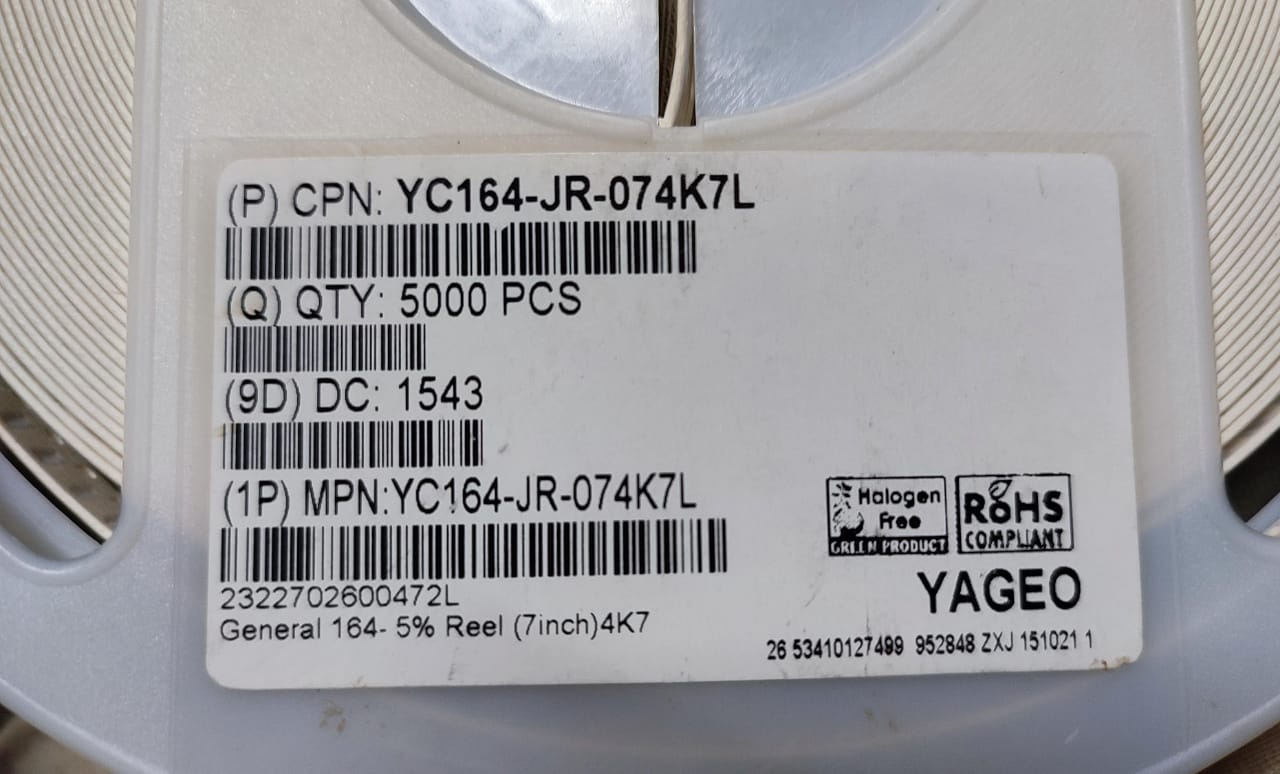 (P) CPN: YC164-JR-074K7L
(Q) QTY: 5000 PCS
(9D) DC: 1543
(1P) MPN:YC164-JR-074K7L
2322702600472L
General 164- 5% Reel (7inch)4K7
Halogen
Free
GREEN PRODUCT
RoHS
COMPLIANT
YAGEO
26 53410127499 952848 ZXJ 151021 1